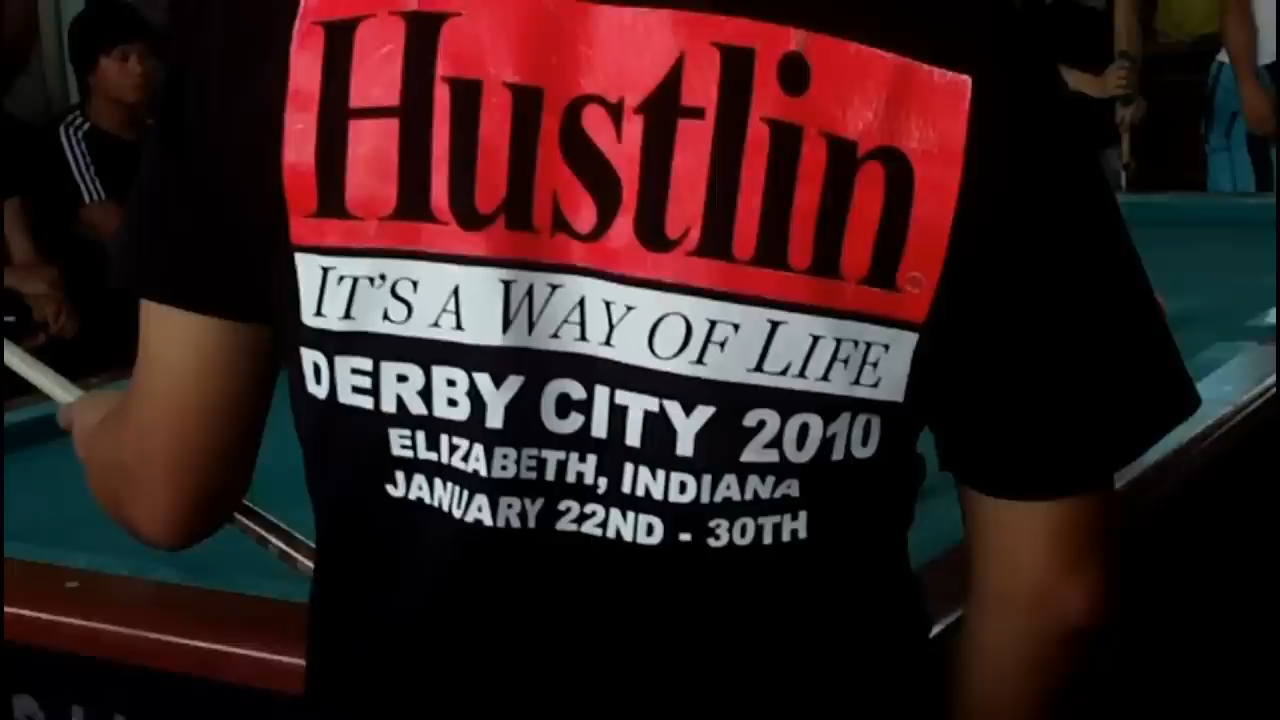 Hustlin
IT'S A WAY OF LIFE
DERBY CITY 2010
ELIZABETH, INDIANA
JANUARY 22ND - 30TH